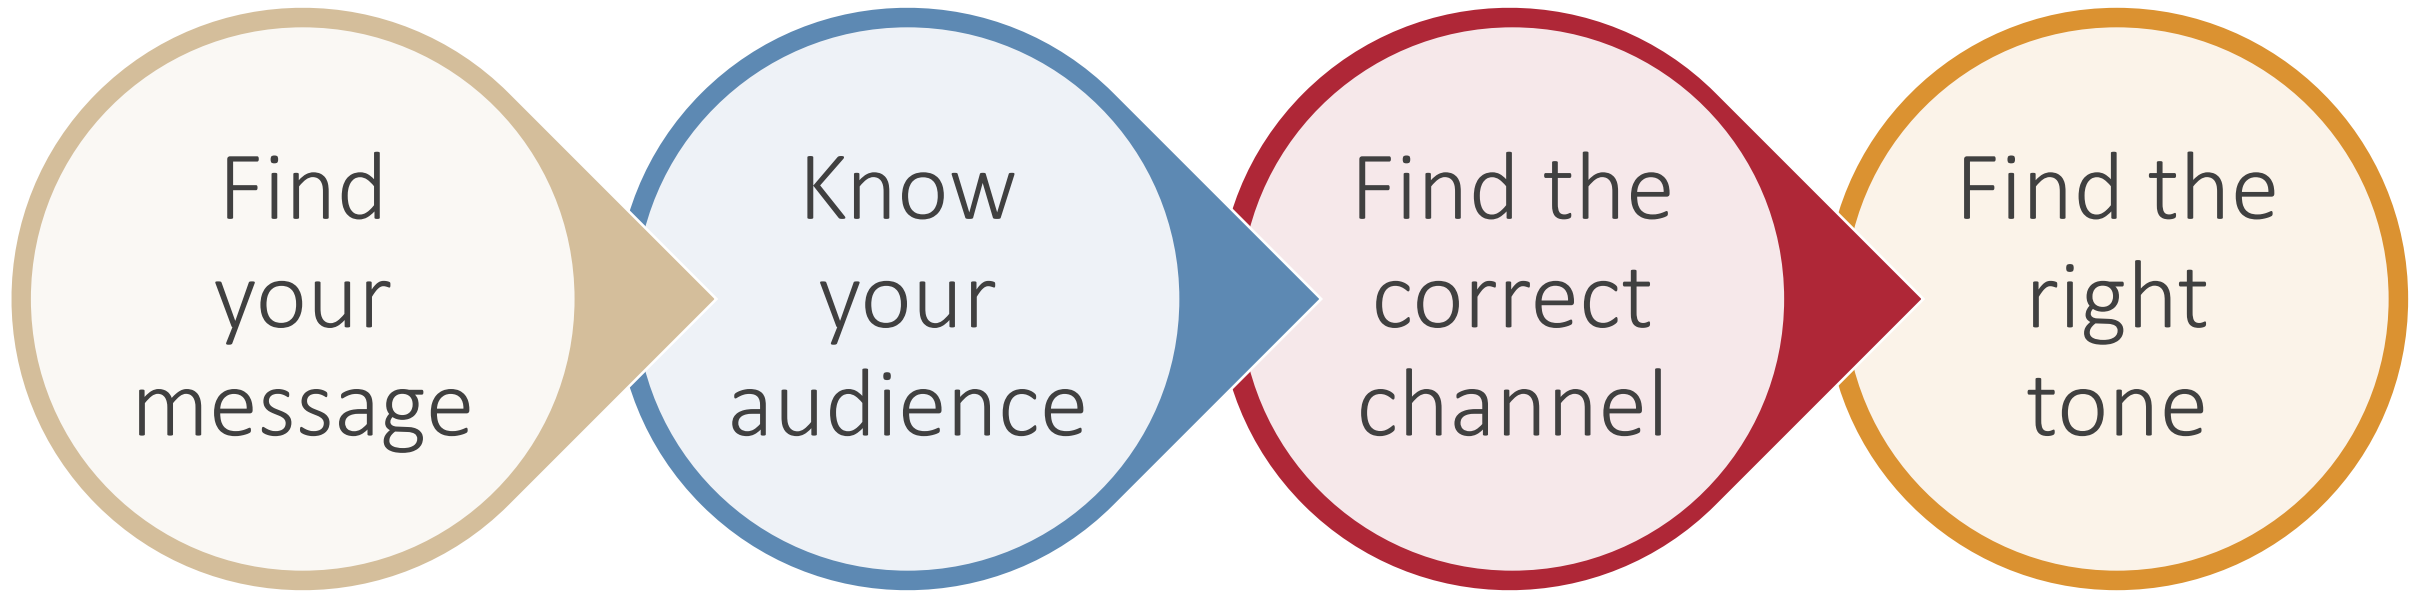 Find
your
message
Know
your
audience
Find the
correct
channel
Find the
right
tone